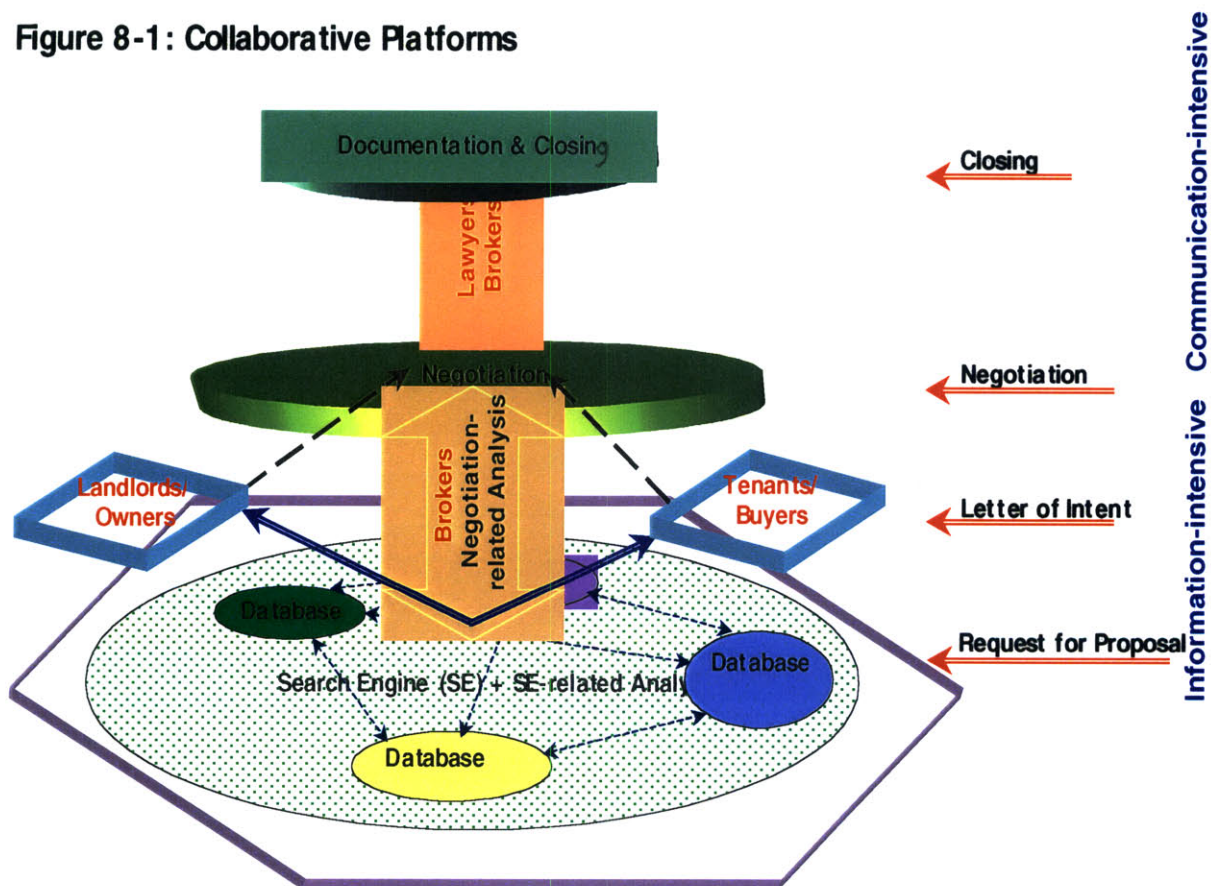 Figure 8-1: Collaborative Platforms
Documentation & Closing
Lawyers
Brokers
Negotiation
Brokers
Negotiation-
related Analysis
Landlords/
Owners
Tenants/
Buyers
Database
Database
Search Engine (SE) + SE-related Analy
Database
Closing
Negotiation
Letter of Intent
Request for Proposal
Communication-intensive
Information-intensive